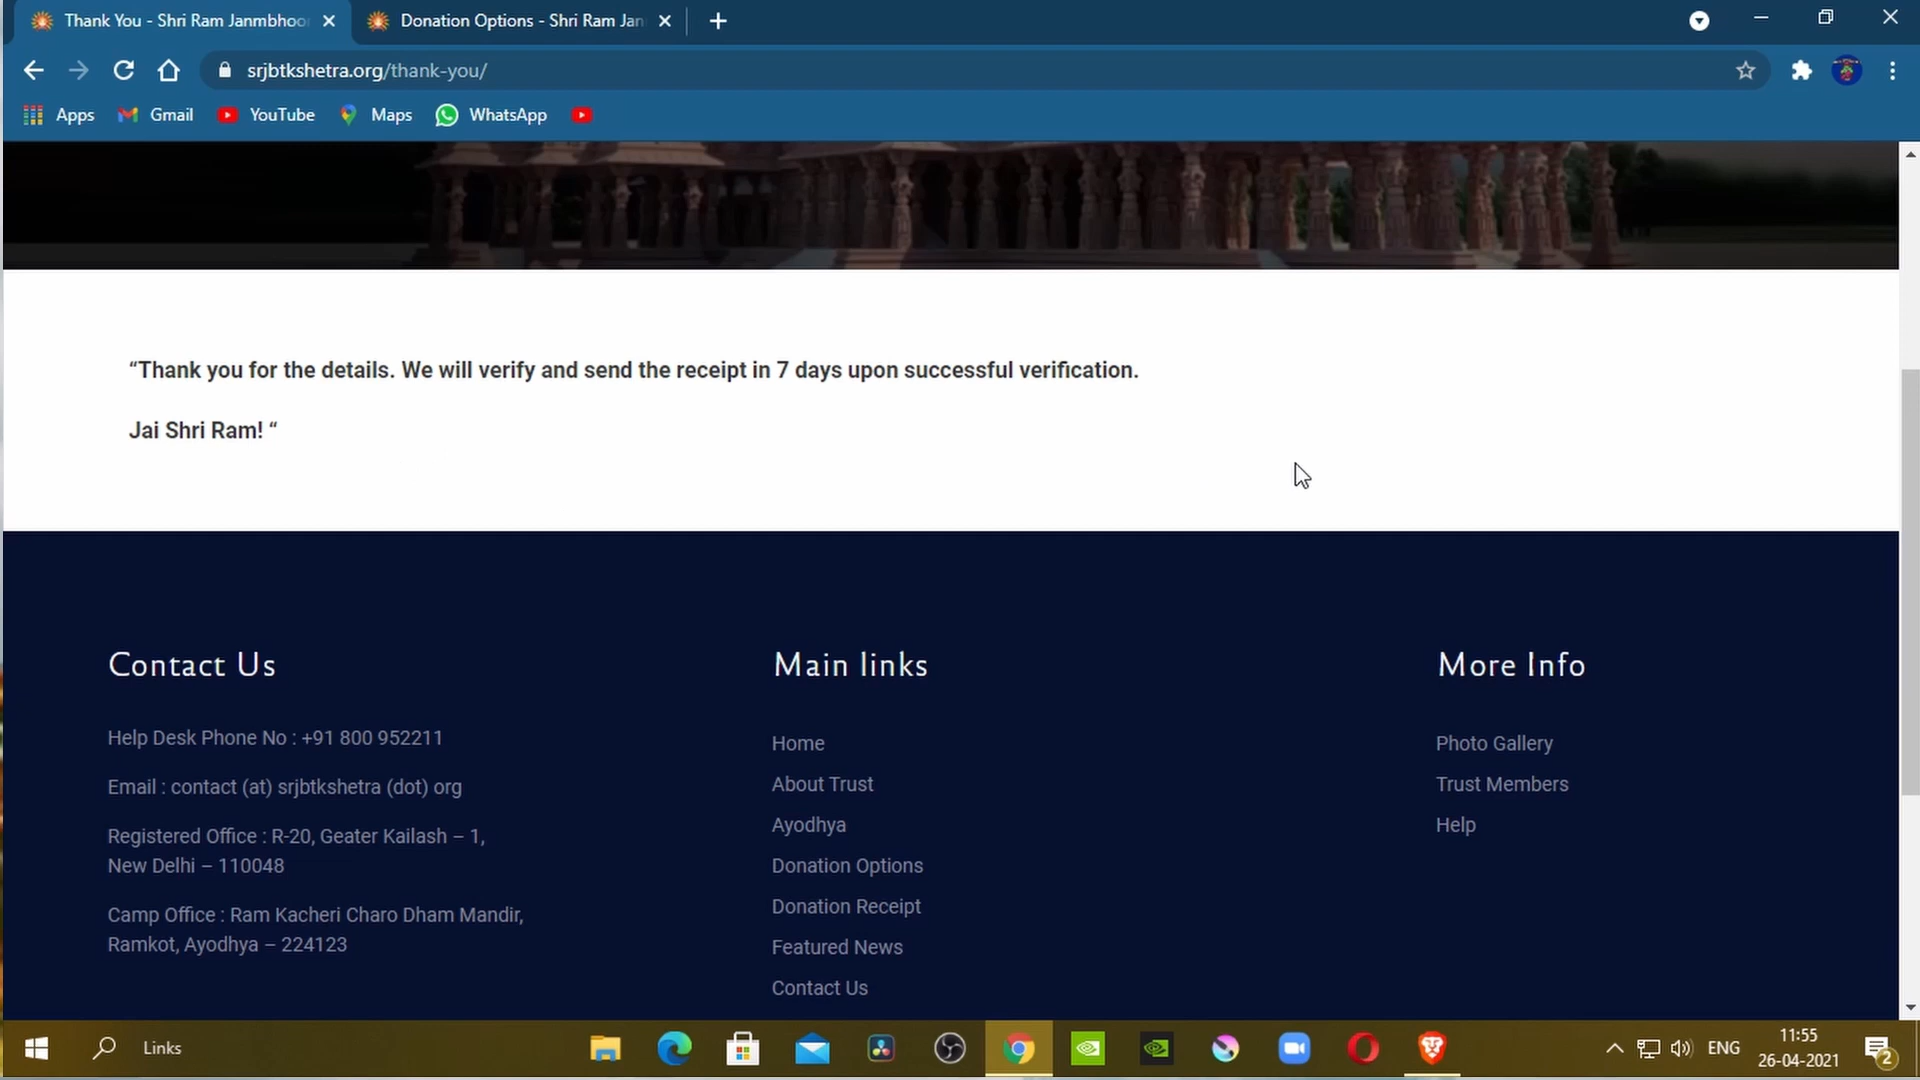 Thank You - Shri Ram Janmbhoo
Donation Options - Shri Ram Jan
srjbtkshetra.org/thank-you/
Apps
Gmail
YouTube
Maps
WhatsApp
“Thank you for the details. We will verify and send the receipt in 7 days upon successful verification.
Jai Shri Ram! “
Contact Us
Help Desk Phone No : +91 800 952211
Email : contact (at) srjbtkshetra (dot) org
Registered Office : R-20, Geater Kailash – 1,
New Delhi – 110048
Camp Office : Ram Kacheri Charo Dham Mandir,
Ramkot, Ayodhya – 224123
Main links
Home
About Trust
Ayodhya
Donation Options
Donation Receipt
Featured News
Contact Us
More Info
Photo Gallery
Trust Members
Help
Links
ENG
11:55
26-04-2021
2